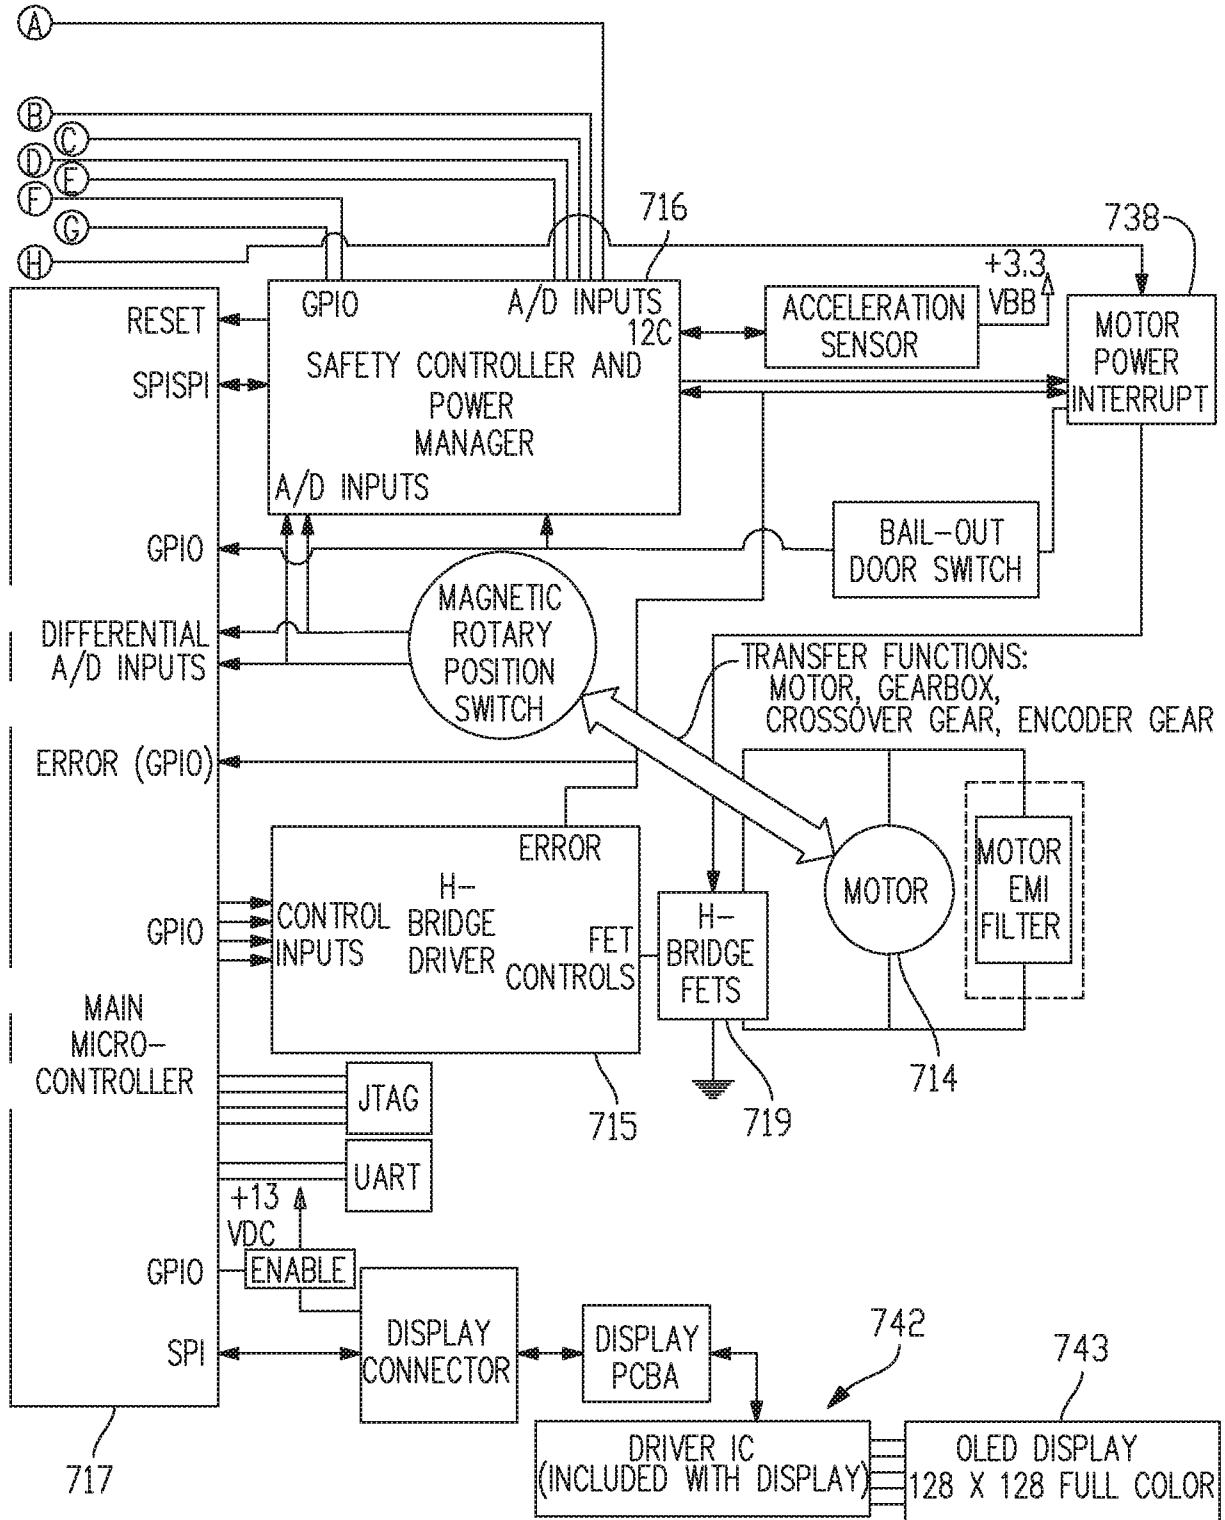 A
B
C
D
E
F
G
H
716
738
+3.3
VBB
RESET
GPIO
A/D INPUTS
12C
SPISPI
SAFETY CONTROLLER AND
POWER
MANAGER
A/D INPUTS
ACCELERATION
SENSOR
MOTOR
POWER
INTERRUPT
GPIO
BAIL-OUT
DOOR SWITCH
DIFFERENTIAL
A/D INPUTS
MAGNETIC
ROTARY
POSITION
SWITCH
TRANSFER FUNCTIONS:
MOTOR, GEARBOX,
CROSSOVER GEAR, ENCODER GEAR
ERROR (GPIO)
ERROR
GPIO
CONTROL
INPUTS
H-
BRIDGE
DRIVER
FET
CONTROLS
H-
BRIDGE
FETS
MOTOR
MOTOR
EMI
FILTER
MAIN
MICRO-
CONTROLLER
JTAG
715
719
714
UART
+13
VDC
GPIO
ENABLE
SPI
DISPLAY
CONNECTOR
DISPLAY
PCBA
742
743
717
DRIVER IC
(INCLUDED WITH DISPLAY)
OLED DISPLAY
128 X 128 FULL COLOR